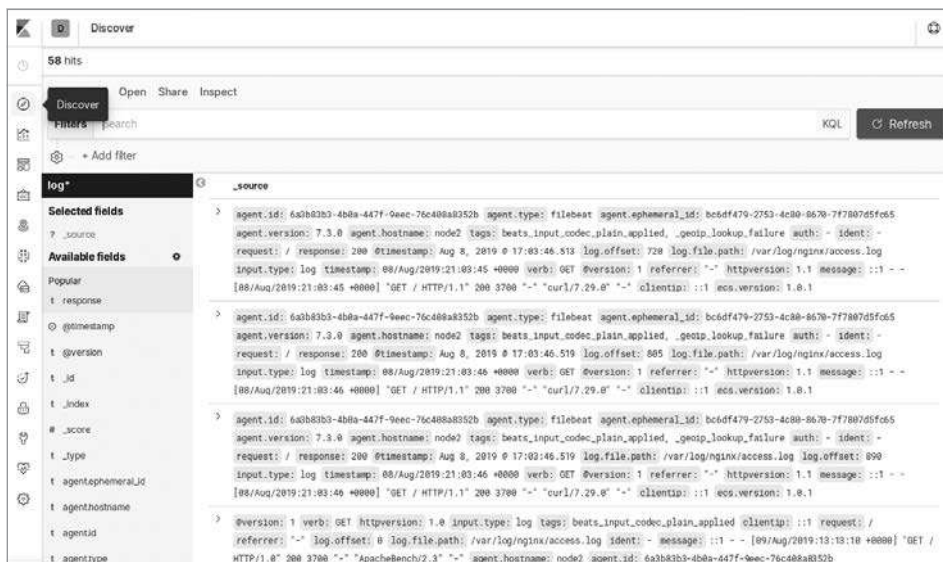 D Discover
58 hits
Open Share Inspect
Discover
Filters Search KQL Refresh
+ Add filter
log*
Selected fields
? _source
Available fields
Popular
t response
@timestamp
t @version
t _id
t _index
# _score
t _type
t agent.ephemeral_id
t agent.hostname
t agent.id
t agent.type
_source
agent.id: 6a3b83b3-4b0a-447f-9eec-76c408a8352b agent.type: filebeat agent.ephemeral_id: bc6df479-2753-4c80-8670-7f7807d5fc65
agent.version: 7.3.0 agent.hostname: node2 tags: beats_input_codec_plain_applied, _geoip_lookup_failure auth: - ident: -
request: / response: 200 @timestamp: Aug 8, 2019 @ 17:03:46.513 log.offset: 720 log.file.path: /var/log/nginx/access.log
input.type: log timestamp: 08/Aug/2019:21:03:45 +0000 verb: GET @version: 1 referrer: "-" httpversion: 1.1 message: ::1 - -
[08/Aug/2019:21:03:45 +0000] "GET / HTTP/1.1" 200 3700 "-" "curl/7.29.0" "-" clientip: ::1 ecs.version: 1.0.1
agent.id: 6a3b83b3-4b0a-447f-9eec-76c408a8352b agent.type: filebeat agent.ephemeral_id: bc6df479-2753-4c80-8670-7f7807d5fc65
agent.version: 7.3.0 agent.hostname: node2 tags: beats_input_codec_plain_applied, _geoip_lookup_failure auth: - ident: -
request: / response: 200 @timestamp: Aug 8, 2019 @ 17:03:46.519 log.offset: 805 log.file.path: /var/log/nginx/access.log
input.type: log timestamp: 08/Aug/2019:21:03:46 +0000 verb: GET @version: 1 referrer: "-" httpversion: 1.1 message: ::1 - -
[08/Aug/2019:21:03:46 +0000] "GET / HTTP/1.1" 200 3700 "-" "curl/7.29.0" "-" clientip: ::1 ecs.version: 1.0.1
agent.id: 6a3b83b3-4b0a-447f-9eec-76c408a8352b agent.type: filebeat agent.ephemeral_id: bc6df479-2753-4c80-8670-7f7807d5fc65
agent.version: 7.3.0 agent.hostname: node2 tags: beats_input_codec_plain_applied, _geoip_lookup_failure auth: - ident: -
request: / response: 200 @timestamp: Aug 8, 2019 @ 17:03:46.519 log.file.path: /var/log/nginx/access.log log.offset: 890
input.type: log timestamp: 08/Aug/2019:21:03:46 +0000 verb: GET @version: 1 referrer: "-" httpversion: 1.1 message: ::1 - -
[08/Aug/2019:21:03:46 +0000] "GET / HTTP/1.1" 200 3700 "-" "curl/7.29.0" "-" clientip: ::1 ecs.version: 1.0.1
@version: 1 verb: GET httpversion: 1.0 input.type: log tags: beats_input_codec_plain_applied clientip: ::1 request: /
referrer: "-" log.offset: 0 log.file.path: /var/log/nginx/access.log ident: - message: ::1 - - [09/Aug/2019:13:13:10 +0000] "GET /
HTTP/1.0" 200 3700 "-" "ApacheBench/2.3" "-" agent.hostname: node2 agent.id: 6a3b83b3-4b0a-447f-9eec-76c408a8352b